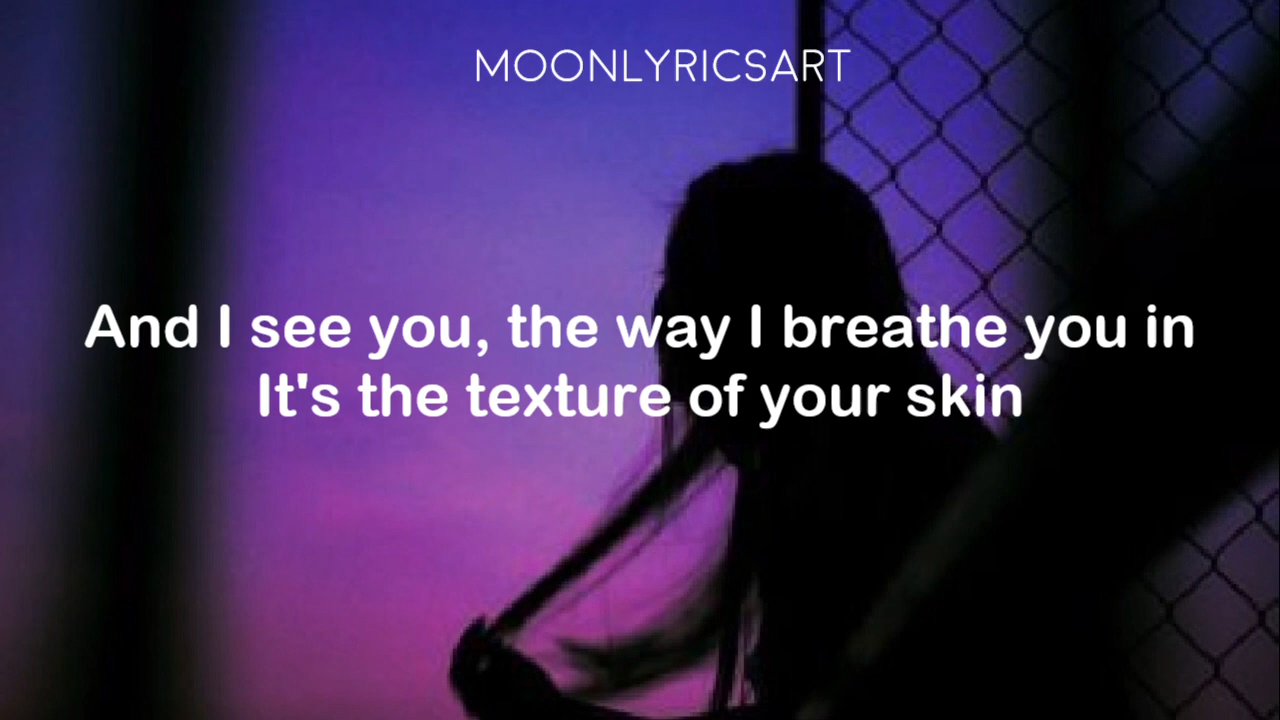 MOONLYRICSART
And I see you, the way I breathe you in
It's the texture of your skin